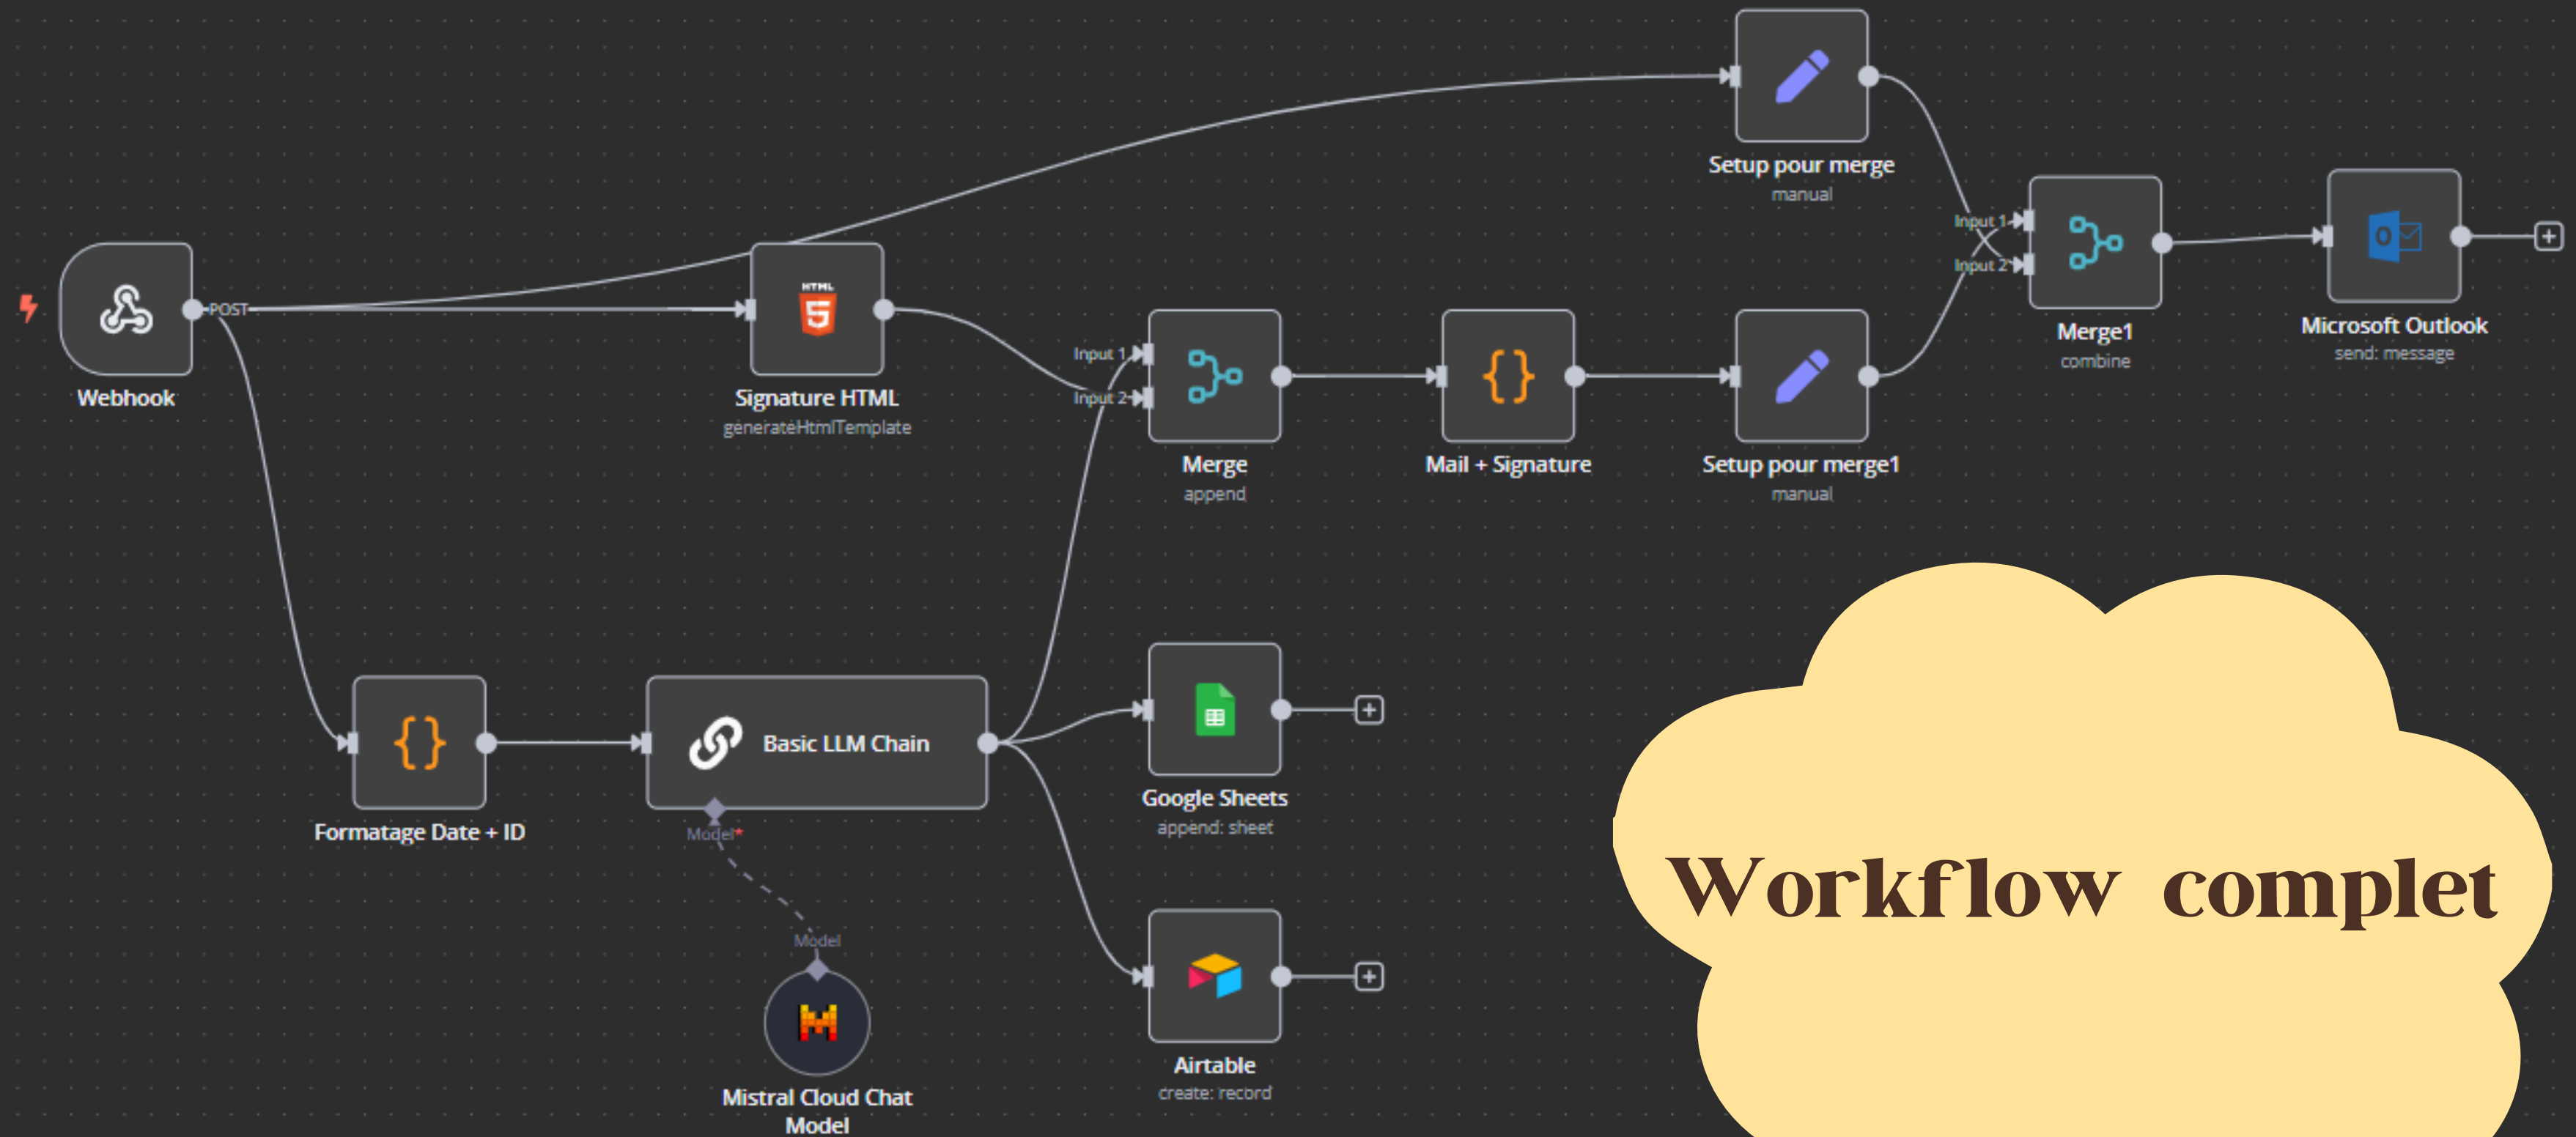 Setup pour merge
manual
POST
Webhook
HTML
Signature HTML
generateHtmlTemplate
Input 1
Input 2
Merge
append
Mail + Signature
Setup pour merge1
manual
Input 1
Input 2
Merge1
combine
Microsoft Outlook
send: message
Formatage Date + ID
Basic LLM Chain
Model*
Model
Mistral Cloud Chat
Model
Google Sheets
append: sheet
Airtable
create: record
Workflow complet